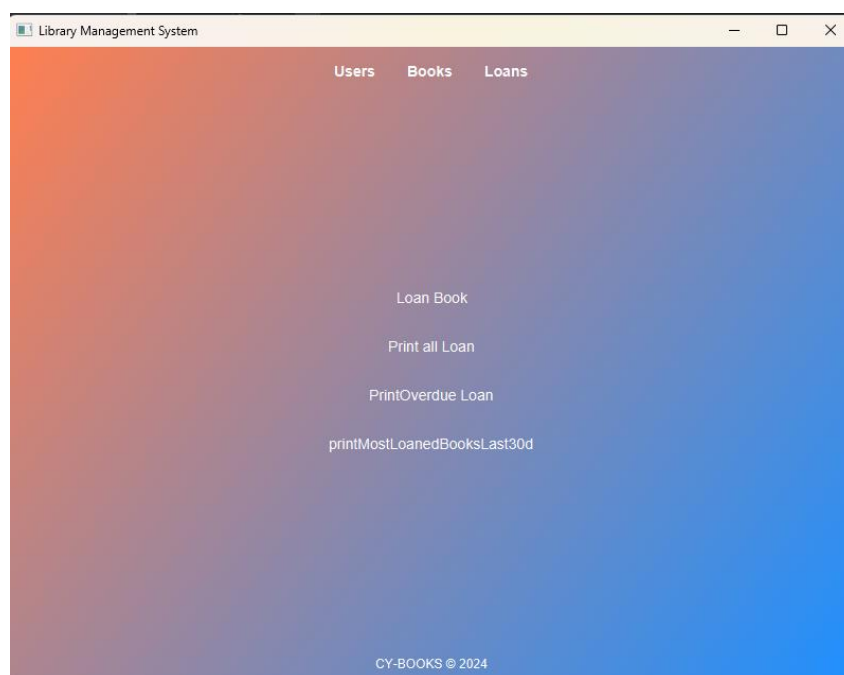 Library Management System
Users Books Loans
Loan Book
Print all Loan
PrintOverdue Loan
printMostLoanedBooksLast30d
CY-BOOKS © 2024